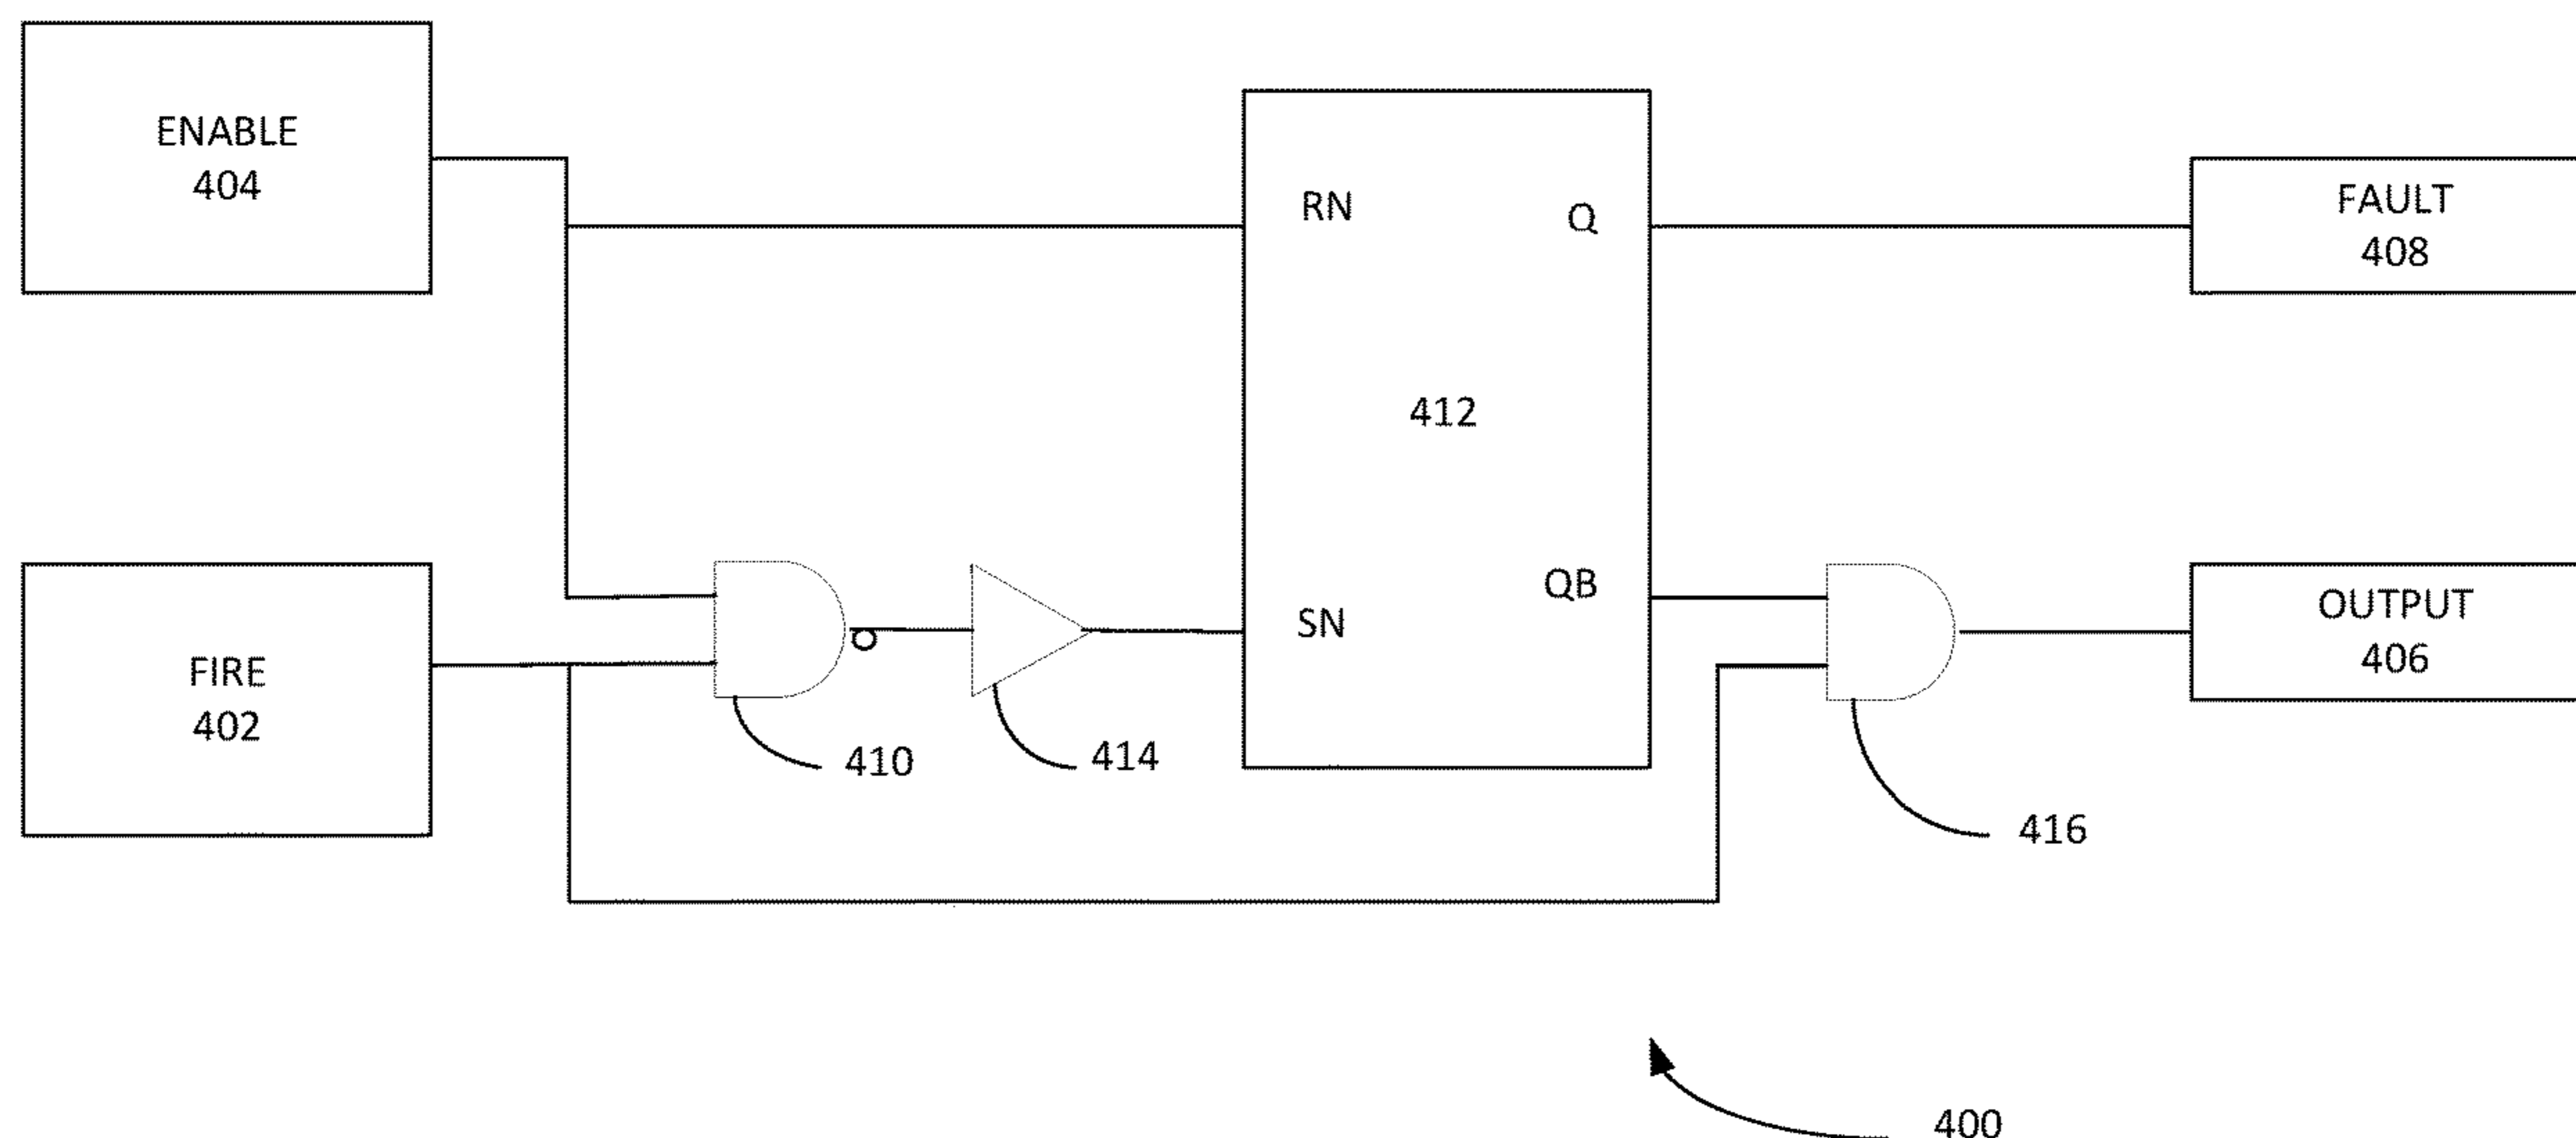 ENABLE
404
RN
Q
FAULT
408
412
FIRE
402
410
414
SN
QB
416
OUTPUT
406
400